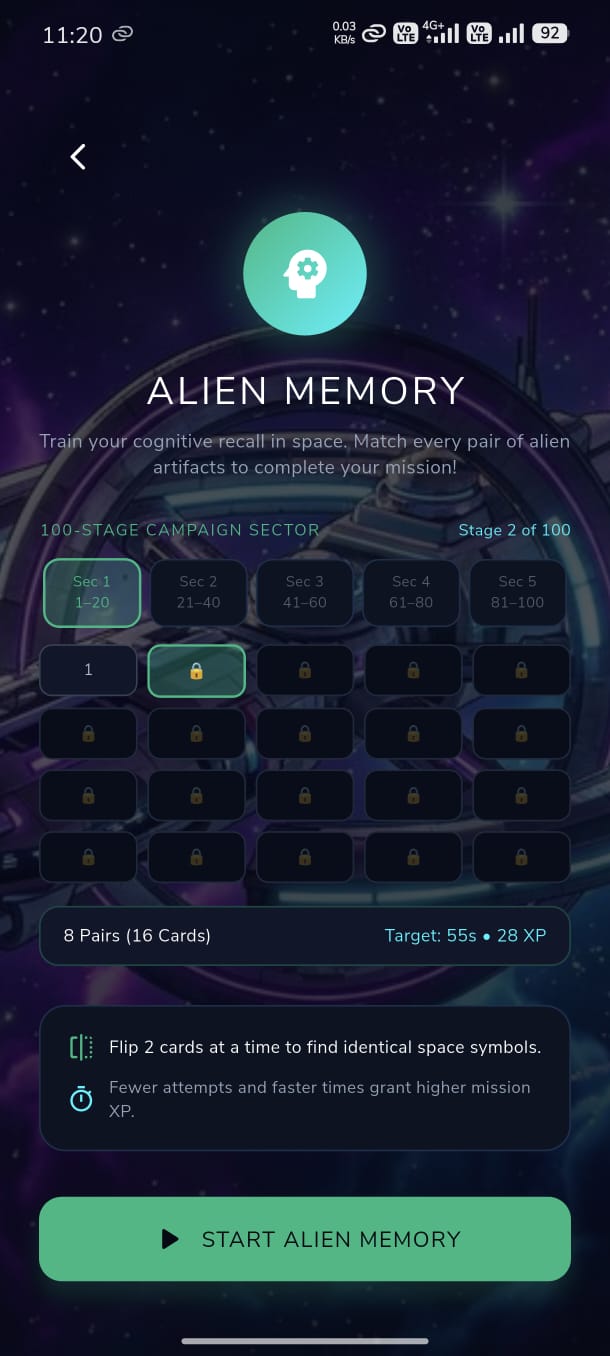 11:20
0.03 KB/s Vo LTE 4G+ Vo LTE 92
ALIEN MEMORY
Train your cognitive recall in space. Match every pair of alien
artifacts to complete your mission!
100-STAGE CAMPAIGN SECTOR Stage 2 of 100
Sec 1 Sec 2 Sec 3 Sec 4 Sec 5
1–20 21–40 41–60 61–80 81–100
1
8 Pairs (16 Cards) Target: 55s • 28 XP
Flip 2 cards at a time to find identical space symbols.
Fewer attempts and faster times grant higher mission
XP.
START ALIEN MEMORY